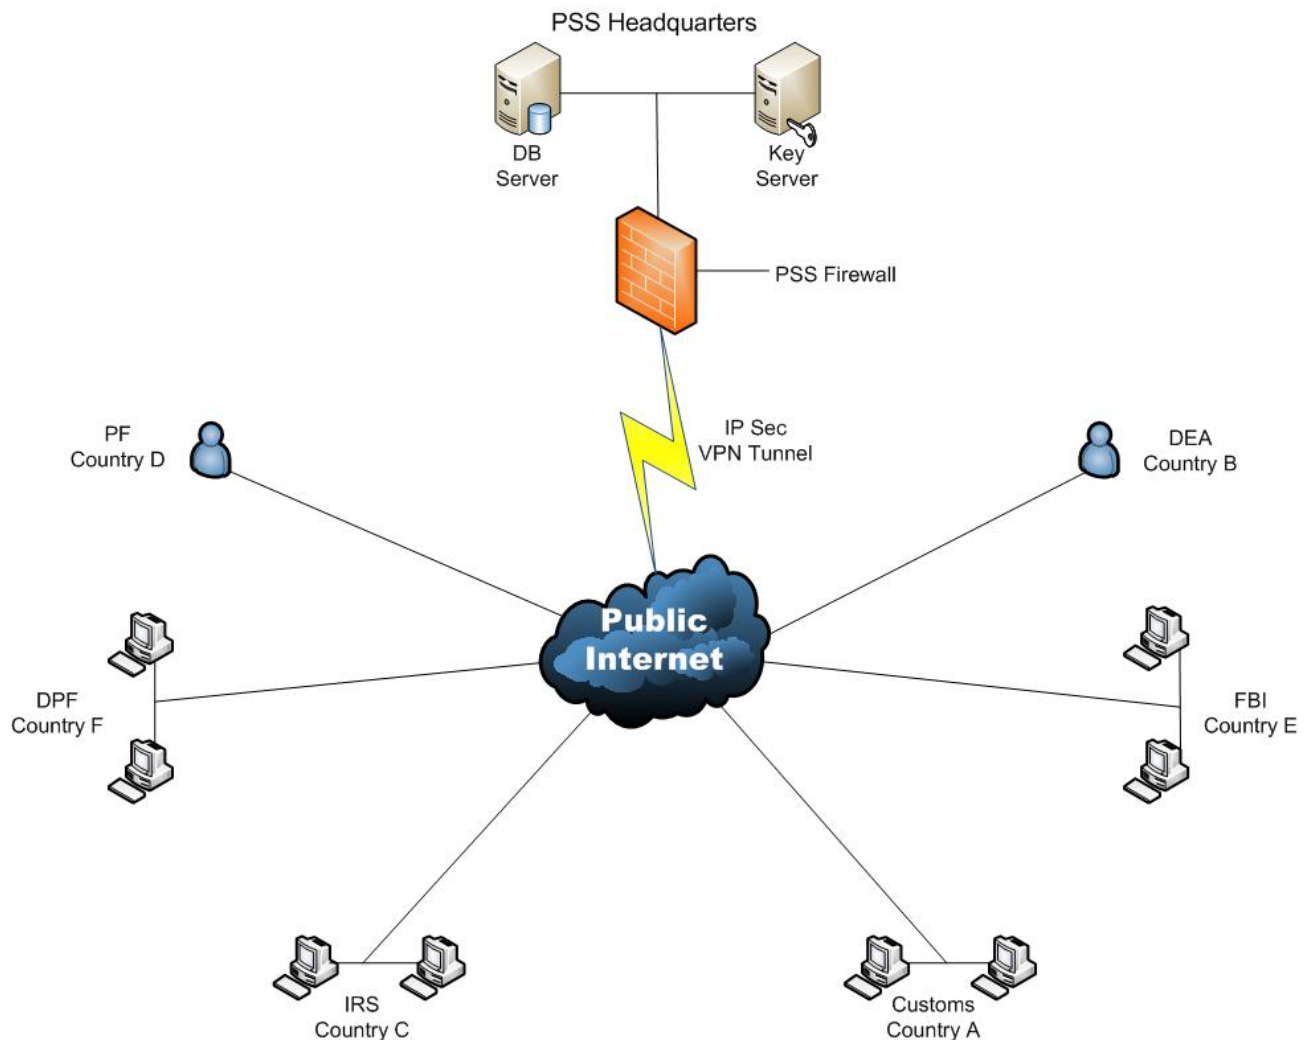 PSS Headquarters
DB
Server
Key
Server
PSS Firewall
IP Sec
VPN Tunnel
PF
Country D
DEA
Country B
Public
Internet
DPF
Country F
FBI
Country E
IRS
Country C
Customs
Country A